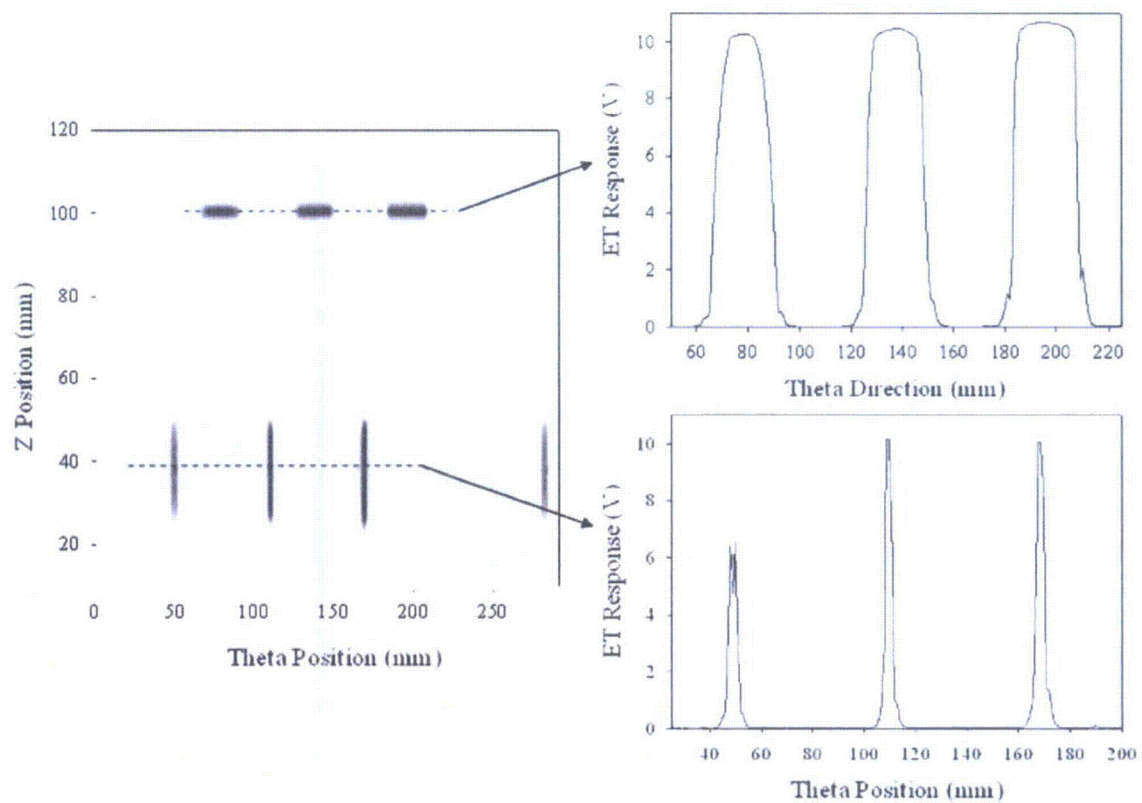 120 -
100 -
80 -
60 -
40 -
20 -
0 50 100 150 200 250
Z Position (mm)
Theta Position (mm)
10
8
6
4
2
0
60 80 100 120 140 160 180 200 220
ET Response (V)
Theta Direction (mm)
10
8
6
4
2
0
40 60 80 100 120 140 160 180 200
ET Response (V)
Theta Position (mm)